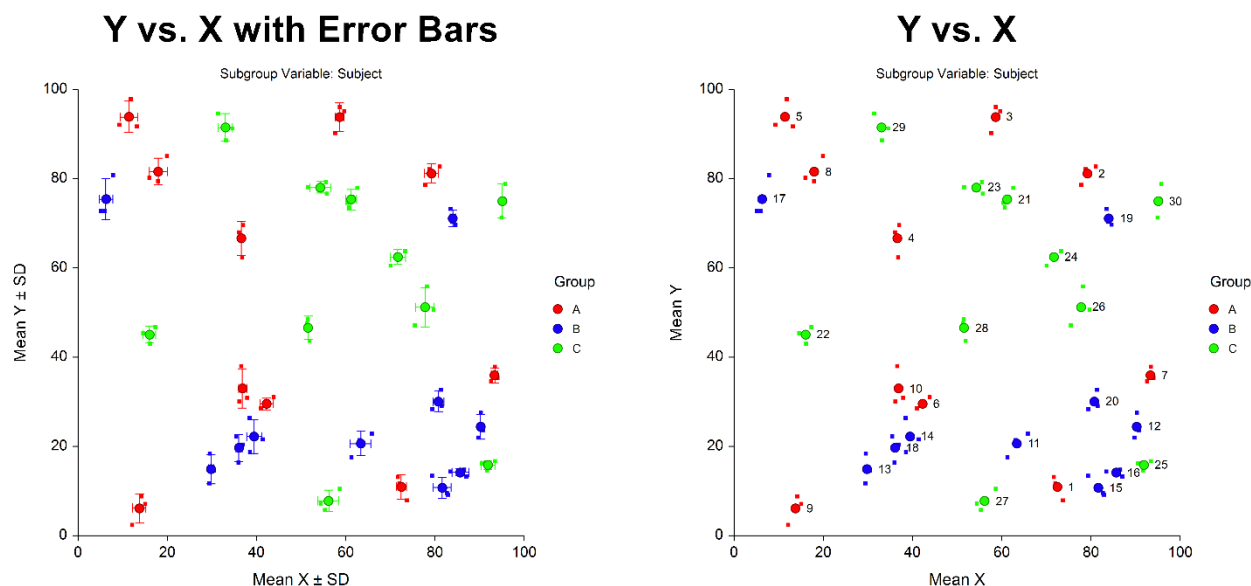 Y vs. X with Error Bars
Subgroup Variable: Subject
100
80
60
40
20
0
Mean Y ± SD
0 20 40 60 80 100
Mean X ± SD
Group
A
B
C
Y vs. X
Subgroup Variable: Subject
100
80
60
40
20
0
Mean Y
5
3
29
8
2
17
23
21
30
19
4
24
26
28
22
7
10
6
20
14
12
11
18
13
25
16
1
15
27
9
0 20 40 60 80 100
Mean X
Group
A
B
C